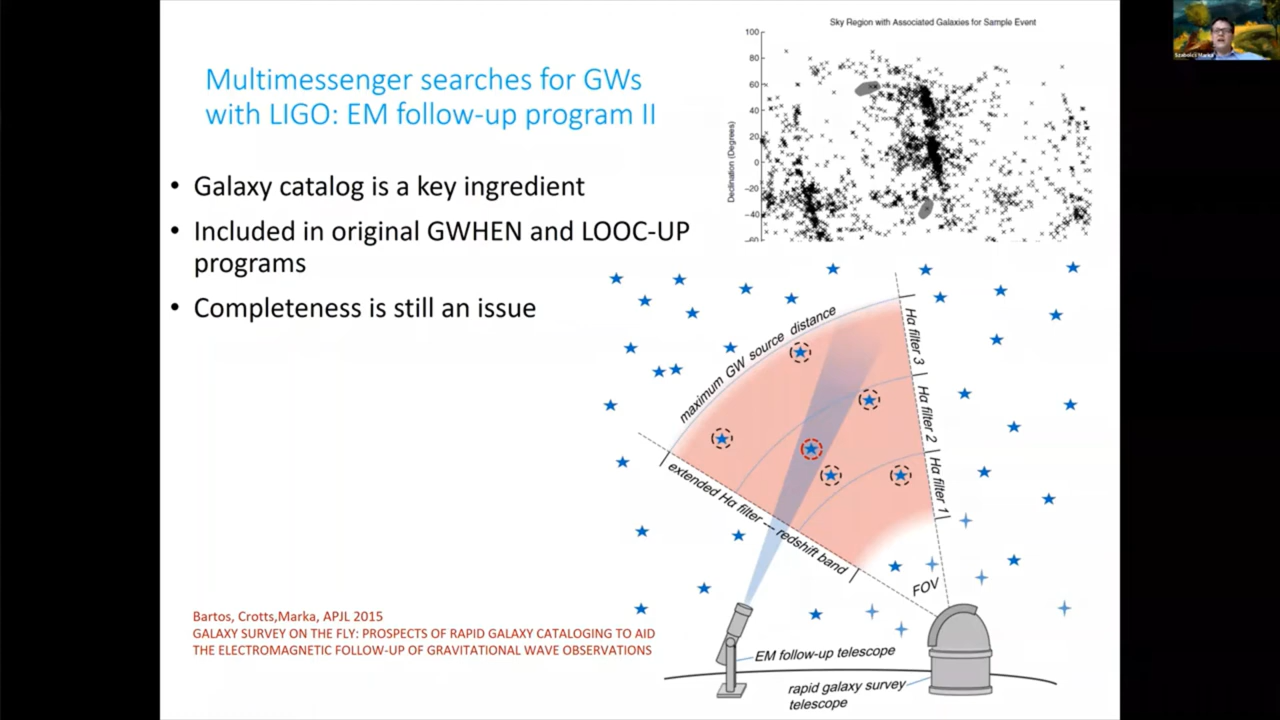 Multimessenger searches for GWs
with LIGO: EM follow-up program II
• Galaxy catalog is a key ingredient
• Included in original GWHEN and LOOC-UP
programs
• Completeness is still an issue
Bartos, Crotts,Marka, APJL 2015
GALAXY SURVEY ON THE FLY: PROSPECTS OF RAPID GALAXY CATALOGING TO AID
THE ELECTROMAGNETIC FOLLOW-UP OF GRAVITATIONAL WAVE OBSERVATIONS
Sky Region with Associated Galaxies for Sample Event
Declination (Degrees)
100
80
60
40
20
0
−20
−40
−60
maximum GW source distance
Hα filter 3
Hα filter 2
Hα filter 1
extended Hα filter — redshift band
FOV
EM follow-up telescope
rapid galaxy survey
telescope
Szabolcs Marka